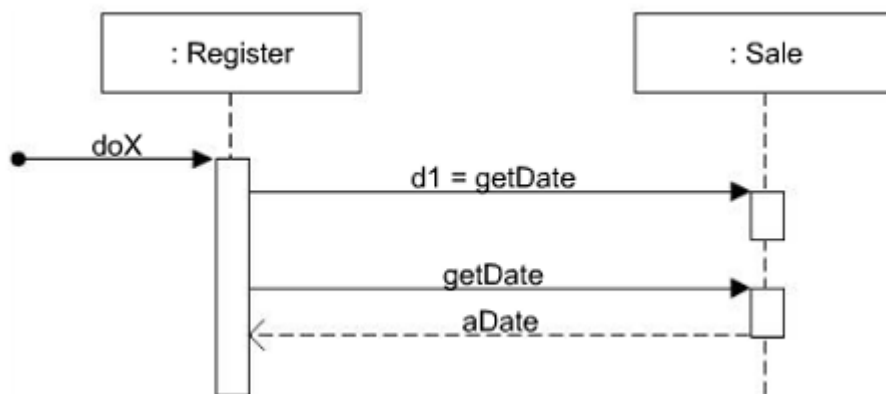 : Register
: Sale
doX
d1 = getDate
getDate
aDate